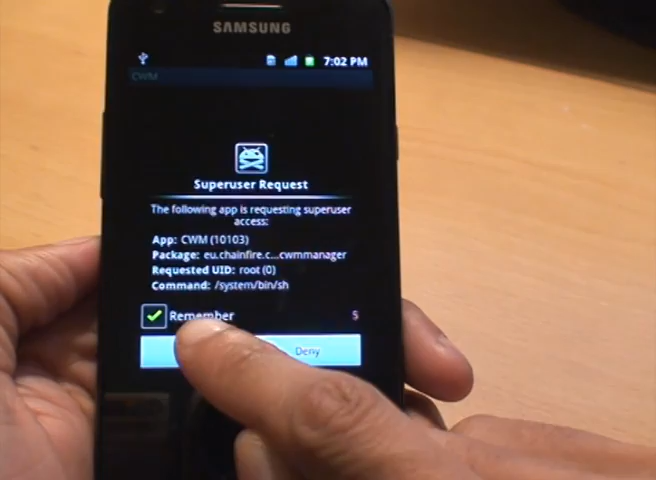 SAMSUNG
7:02 PM
CWM
Superuser Request
The following app is requesting superuser
access:
App: CWM (10103)
Package: eu.chainfire.c...cwmmanager
Requested UID: root (0)
Command: /system/bin/sh
Remember 5
Deny